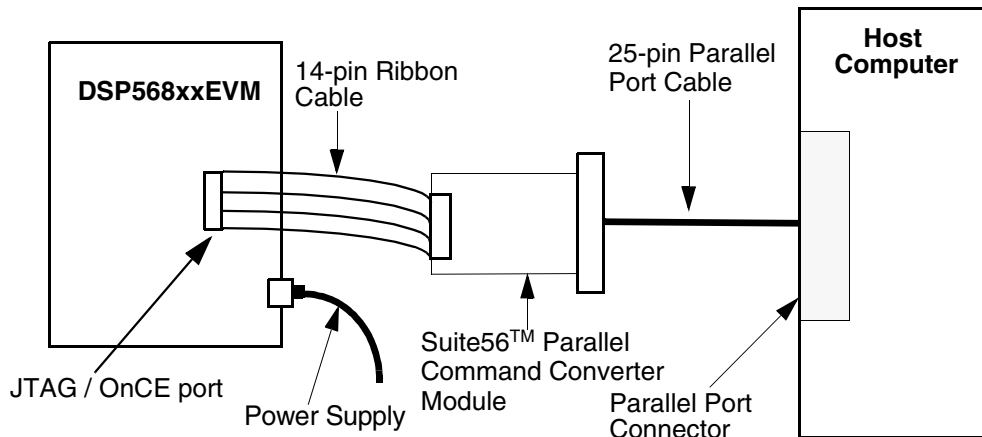 DSP568xxEVM
14-pin Ribbon
Cable
25-pin Parallel
Port Cable
Host
Computer
JTAG / OnCE port
Power Supply
Suite56TM Parallel
Command Converter
Module
Parallel Port
Connector